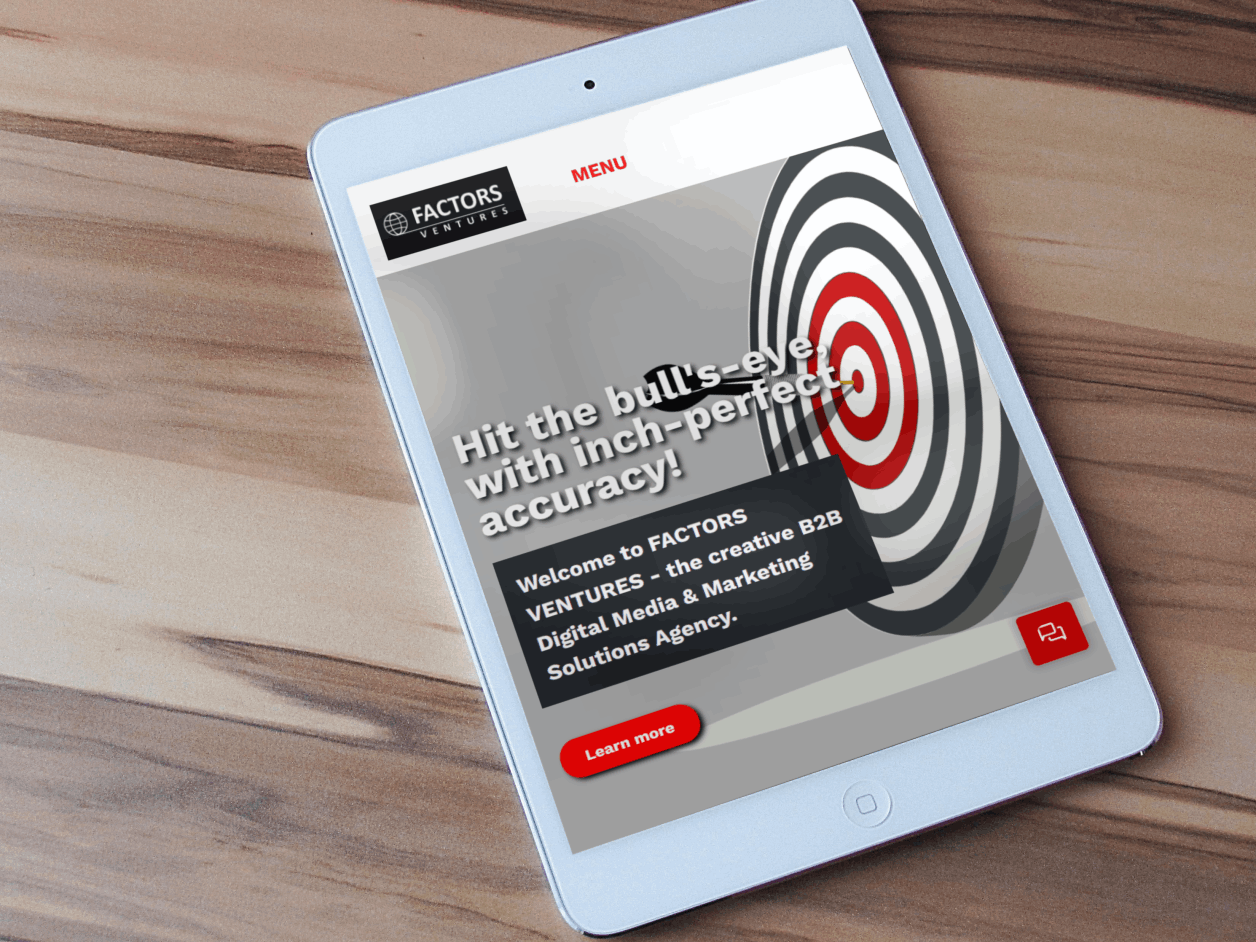 FACTORS
VENTURES
MENU
Hit the bull's-eye,
with inch-perfect
accuracy!
Welcome to FACTORS
VENTURES - the creative B2B
Digital Media & Marketing
Solutions Agency.
Learn more